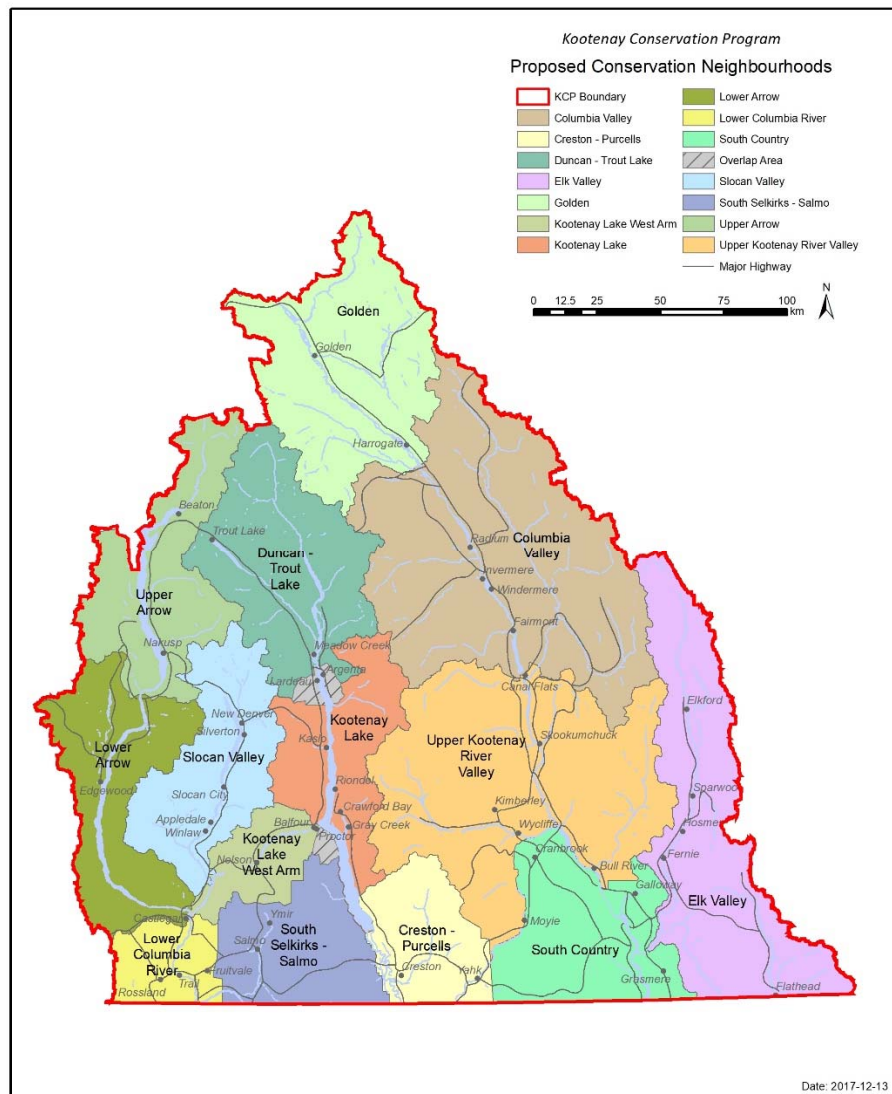 Kootenay Conservation Program
Proposed Conservation Neighbourhoods
KCP Boundary
Columbia Valley
Creston - Purcells
Duncan - Trout Lake
Elk Valley
Golden
Kootenay Lake West Arm
Kootenay Lake
Lower Arrow
Lower Columbia River
South Country
Overlap Area
Slocan Valley
South Selkirks - Salmo
Upper Arrow
Upper Kootenay River Valley
Major Highway
0 12.5 25 50 75 100
km
N
Golden
Golden
Harrogate
Beaton
Trout Lake
Duncan -
Trout
Lake
Radium
Columbia
Valley
Invermere
Windermere
Upper
Arrow
Fairmont
Nakusp
Meadow Creek
Argenta
Lardeau
Canal Flats
Elkford
New Denver
Silverton
Kootenay
Lake
Kaslo
Skookumchuck
Upper Kootenay
River
Valley
Lower
Arrow
Slocan Valley
Edgewood
Slocan City
Riondel
Sparwoo
Appledale
Winlaw
Crawford Bay
Gray Creek
Balfour
Proctor
Kimberley
Wycliffe
Hosmer
Kootenay
Lake
West Arm
Nelson
Cranbrook
Fernie
Bull River
Galloway
Elk Valley
Castlegar
Ymir
South
Selkirks -
Salmo
Salmo
Creston -
Purcells
Moyie
South Country
Lower
Columbia
River
Fruitvale
Trail
Rossland
Creston
Yahk
Grasmere
Flathead
Date: 2017-12-13